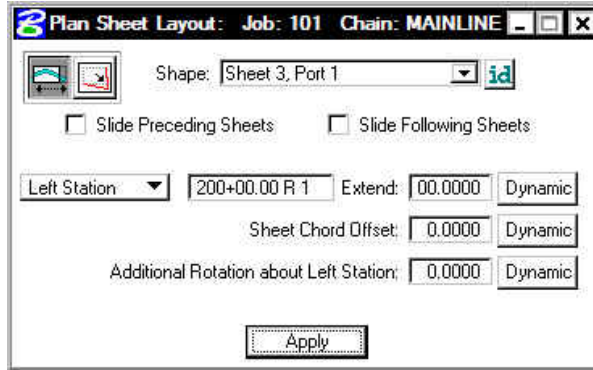 Plan Sheet Layout: Job: 101 Chain: MAINLINE
Shape: Sheet 3, Port 1 id
Slide Preceding Sheets Slide Following Sheets
Left Station 200+00.00 R 1 Extend: 00.0000 Dynamic
Sheet Chord Offset: 0.0000 Dynamic
Additional Rotation about Left Station: 0.0000 Dynamic
Apply